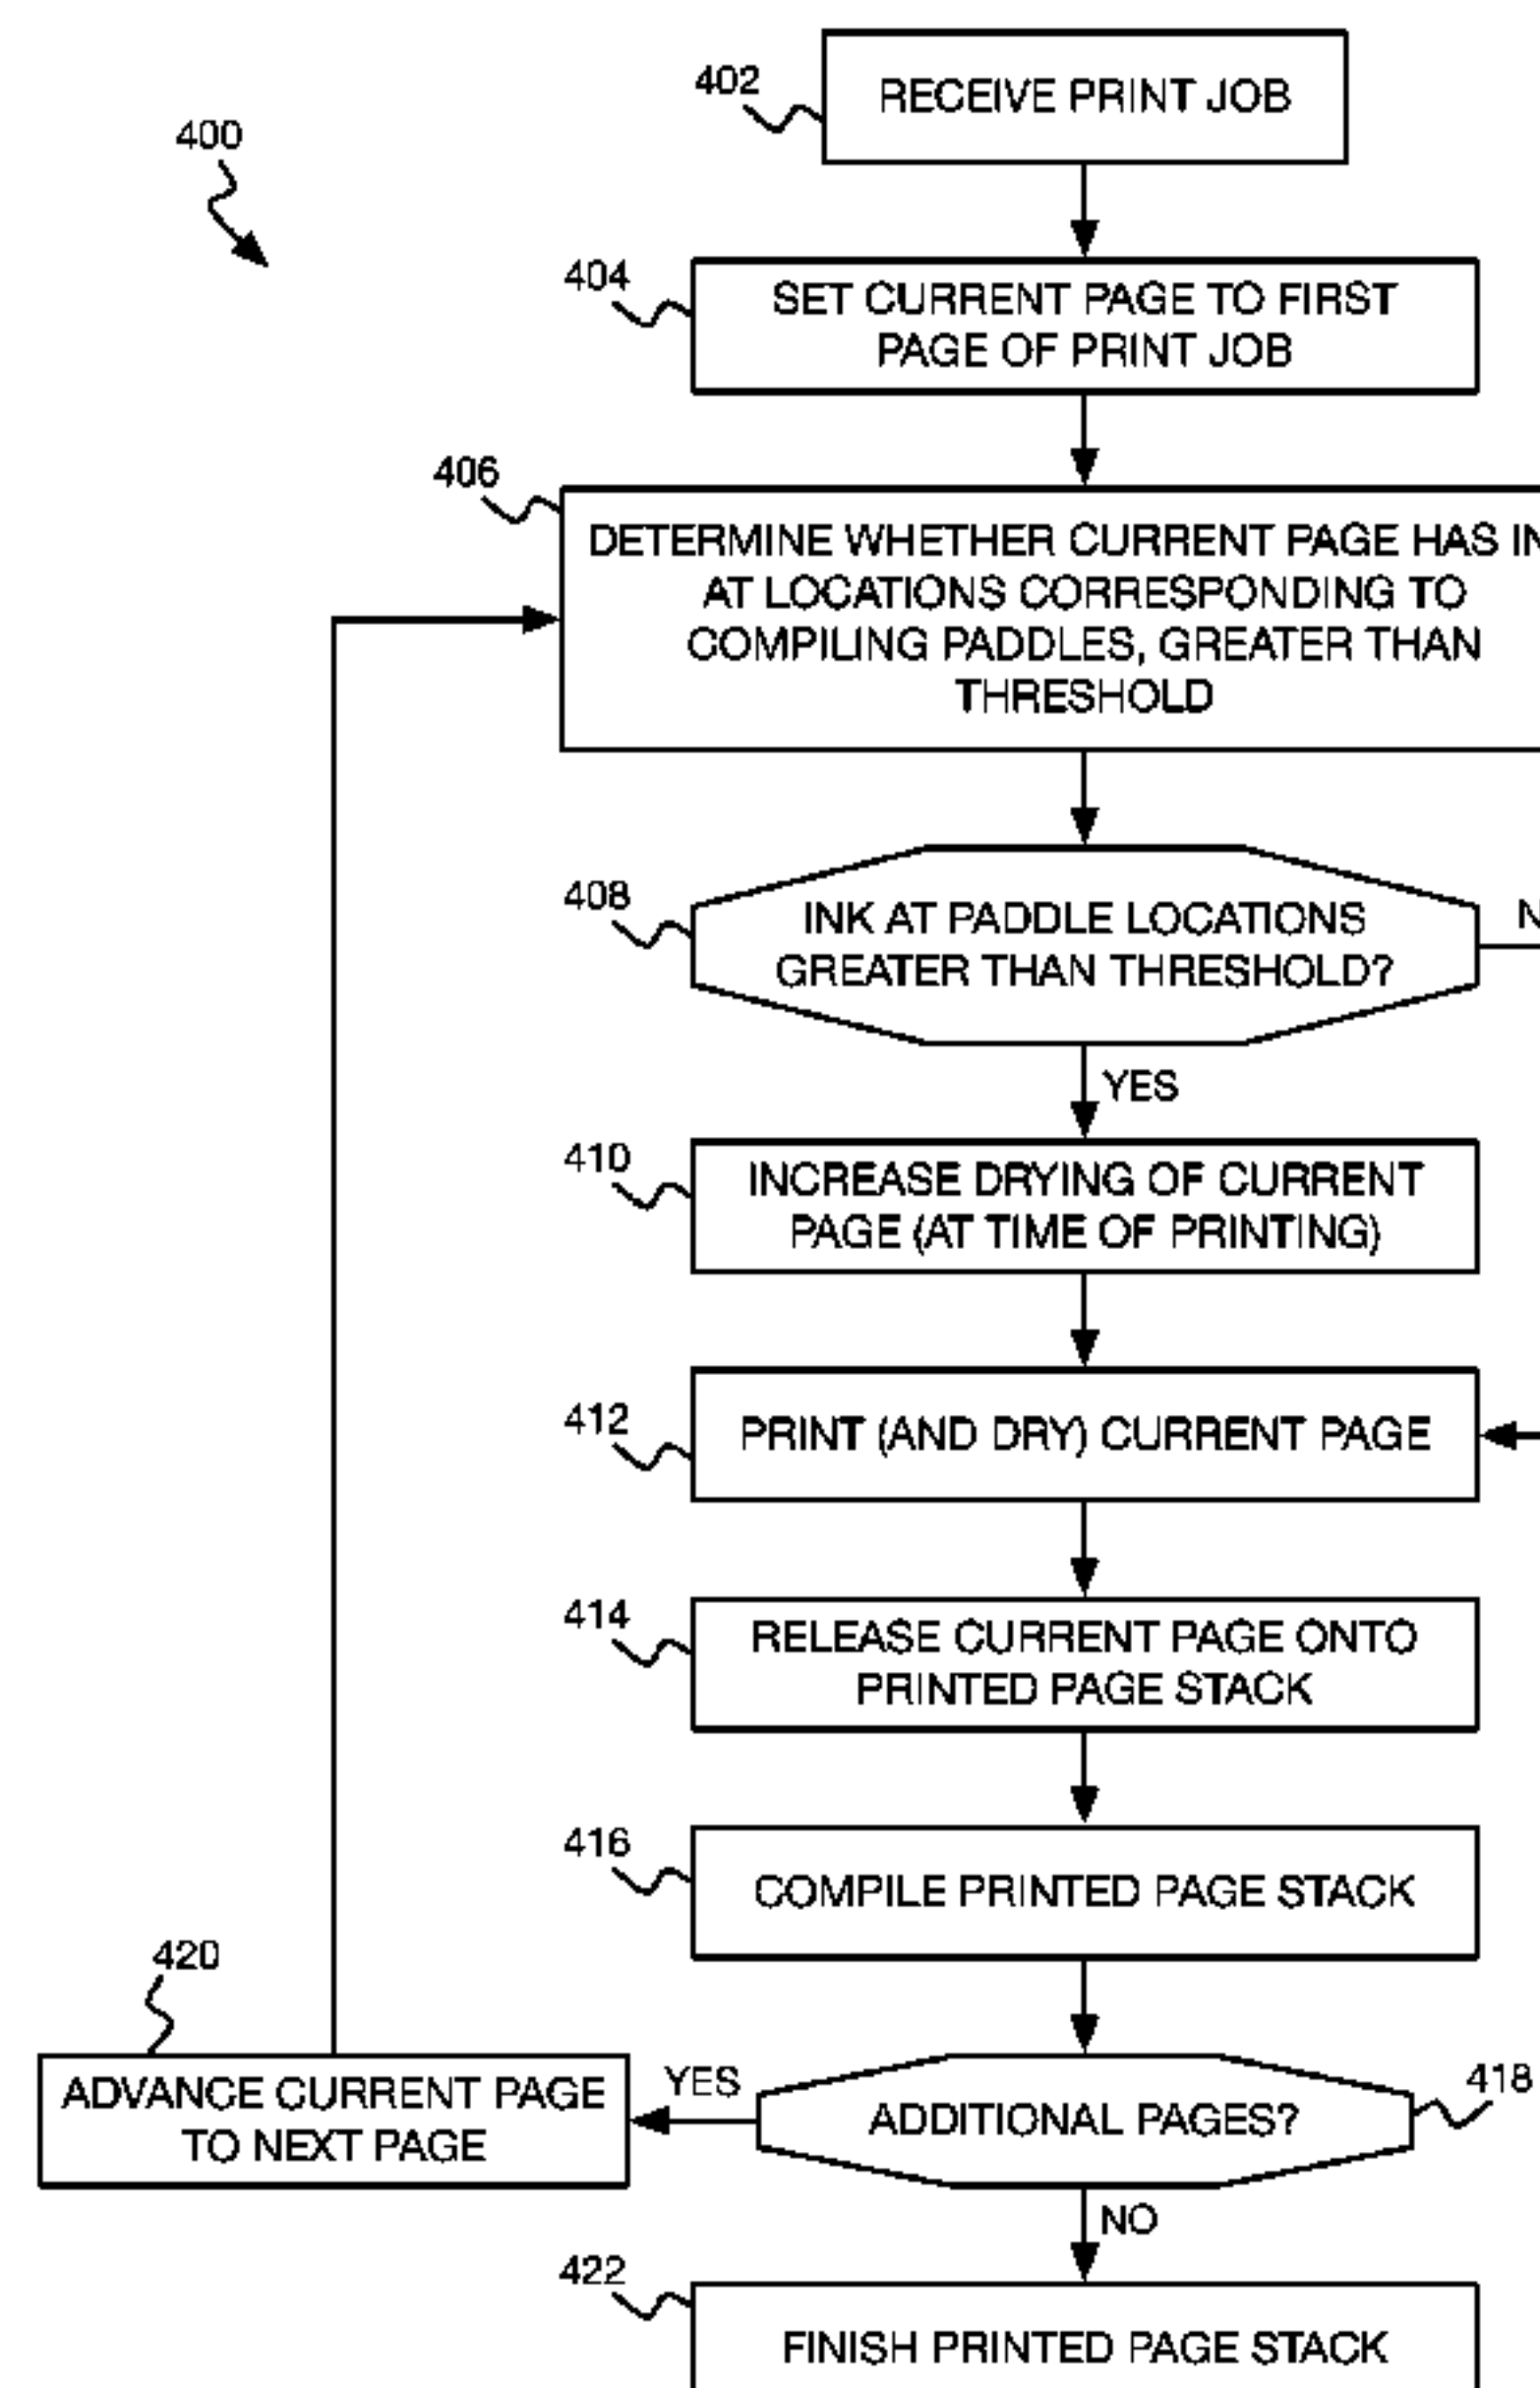 402
RECEIVE PRINT JOB
400
404
SET CURRENT PAGE TO FIRST
PAGE OF PRINT JOB
406
DETERMINE WHETHER CURRENT PAGE HAS
AT LOCATIONS CORRESPONDING TO
COMPILING PADDLES, GREATER THAN
THRESHOLD
408
INK AT PADDLE LOCATIONS
GREATER THAN THRESHOLD?
YES
410
INCREASE DRYING OF CURRENT
PAGE (AT TIME OF PRINTING)
412
PRINT (AND DRY) CURRENT PAGE
414
RELEASE CURRENT PAGE ONTO
PRINTED PAGE STACK
416
COMPILE PRINTED PAGE STACK
420
ADVANCE CURRENT PAGE
TO NEXT PAGE
YES
ADDITIONAL PAGES?
418
NO
422
FINISH PRINTED PAGE STACK